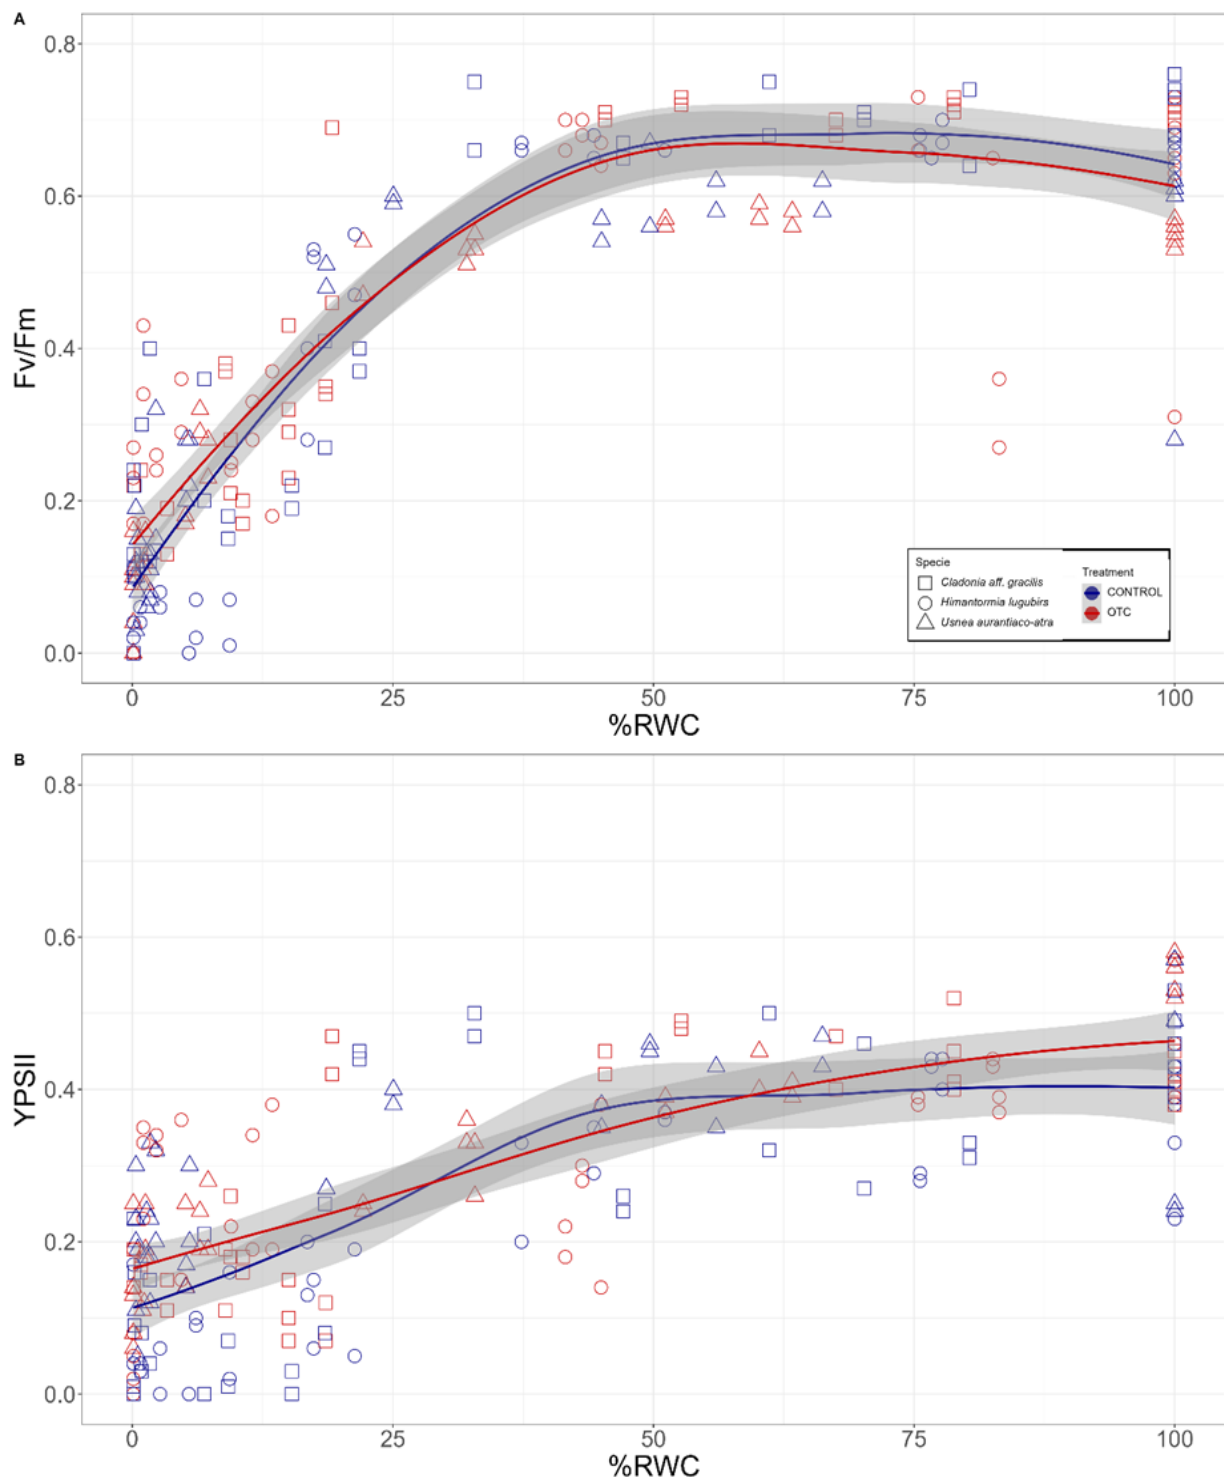 A
0.8
0.6
0.4
0.2
0.0
Fv/Fm
Specie
Cladonia aff. gracilis
Himantormia lugubirs
Usnea aurantiaco-atra
Treatment
CONTROL
OTC
0 25 50 75 100
%RWC
B
0.8
0.6
0.4
0.2
0.0
YPSII
0 25 50 75 100
%RWC